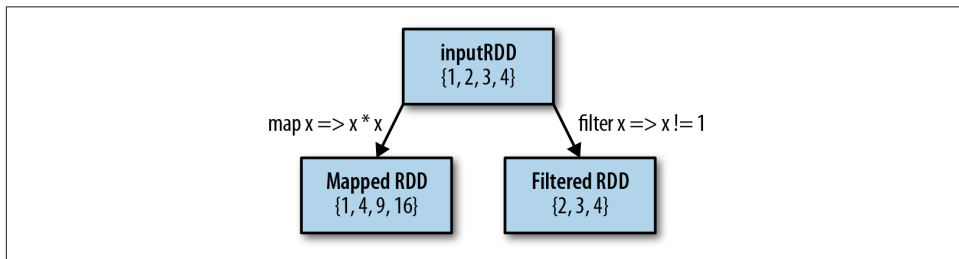 inputRDD
{1, 2, 3, 4}
map x => x * x
filter x => x != 1
Mapped RDD
{1, 4, 9, 16}
Filtered RDD
{2, 3, 4}